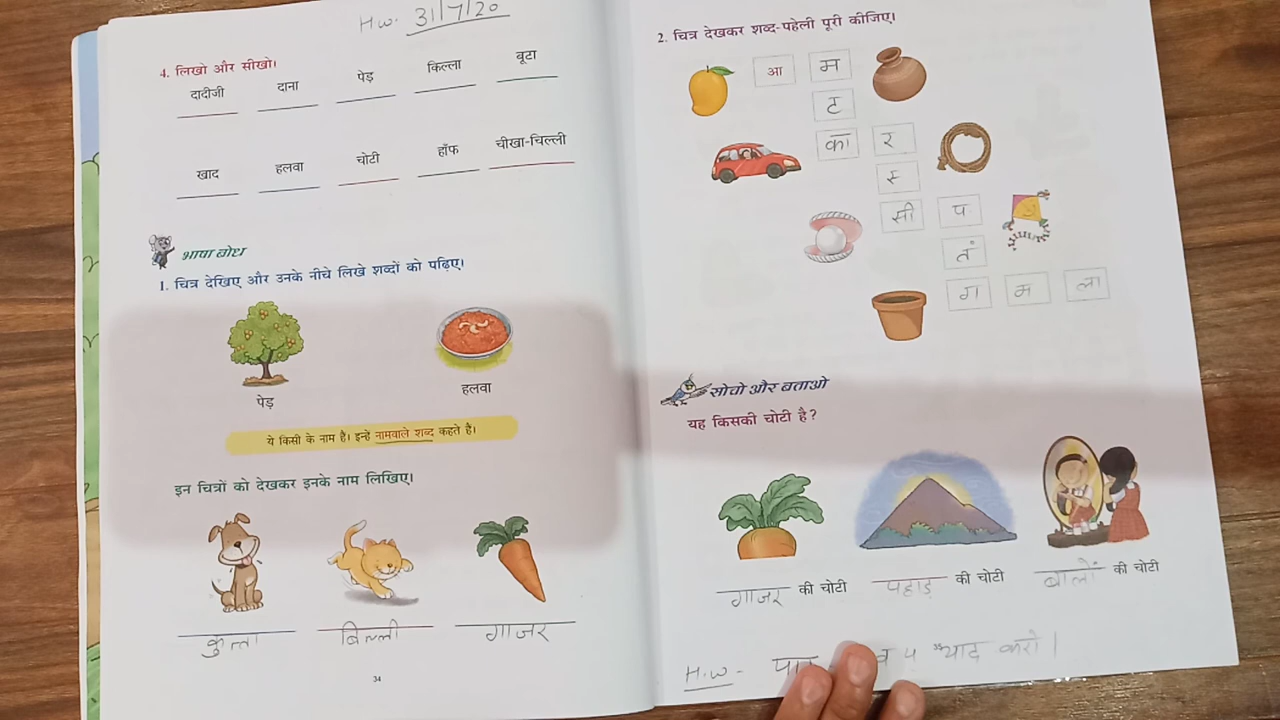 H.W. 31/7/20
4. लिखो और सीखो।
दादीजी दाना पेड़ किल्ला बूटा
खाद हलवा चोटी हॉफ चीखा-चिल्ली
भाषा बोध
1. चित्र देखिए और उनके नीचे लिखे शब्दों को पढ़िए।
पेड़ हलवा
ये किसी के नाम है। इन्हें नामवाले शब्द कहते हैं।
इन चित्रों को देखकर इनके नाम लिखिए।
कुत्ता बिल्ली गाजर
34
2. चित्र देखकर शब्द-पहेली पूरी कीजिए।
आ म
ट
का र
स्
सी प
तं
ग म ला
सोचो और बताओ
यह किसकी चोटी है?
गाजर की चोटी पहाड़ की चोटी बालों की चोटी
H.W - याद करो।